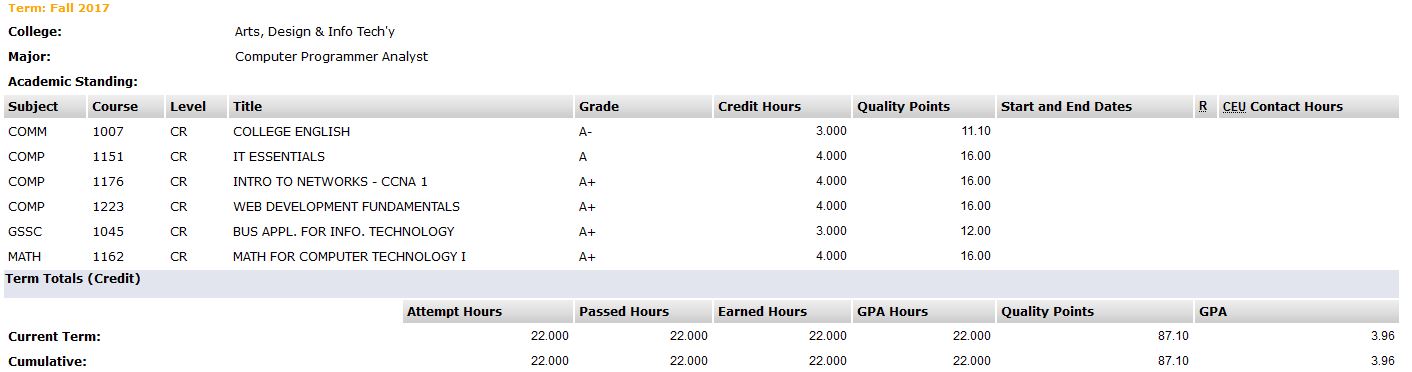 Term: Fall 2017
College: Arts, Design & Info Tech'y
Major: Computer Programmer Analyst
Academic Standing:
Subject Course Level Title Grade Credit Hours Quality Points Start and End Dates R CEU Contact Hours
COMM 1007 CR COLLEGE ENGLISH A- 3.000 11.10
COMP 1151 CR IT ESSENTIALS A 4.000 16.00
COMP 1176 CR INTRO TO NETWORKS - CCNA 1 A+ 4.000 16.00
COMP 1223 CR WEB DEVELOPMENT FUNDAMENTALS A+ 4.000 16.00
GSSC 1045 CR BUS APPL. FOR INFO. TECHNOLOGY A+ 3.000 12.00
MATH 1162 CR MATH FOR COMPUTER TECHNOLOGY I A+ 4.000 16.00
Term Totals (Credit)
Attempt Hours Passed Hours Earned Hours GPA Hours Quality Points GPA
Current Term: 22.000 22.000 22.000 22.000 87.10 3.96
Cumulative: 22.000 22.000 22.000 22.000 87.10 3.96